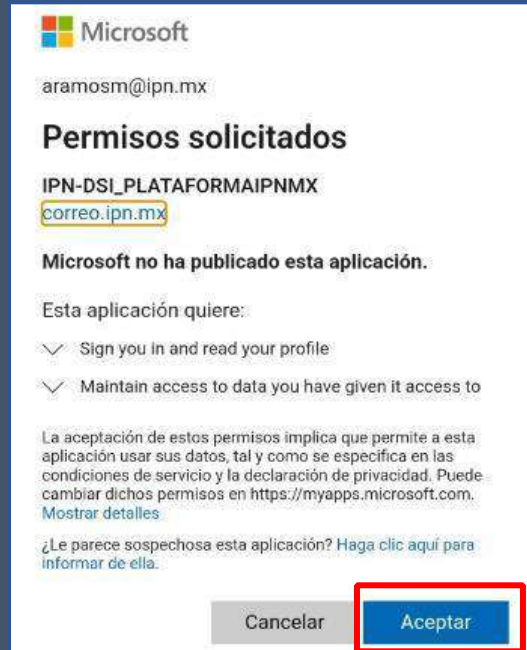 Microsoft
aramosm@ipn.mx
Permisos solicitados
IPN-DSI_PLATAFORMAIPNMX
correo.ipn.mx
Microsoft no ha publicado esta aplicación.
Esta aplicación quiere:
Sign you in and read your profile
Maintain access to data you have given it access to
La aceptación de estos permisos implica que permite a esta
aplicación usar sus datos, tal y como se especifica en las
condiciones de servicio y la declaración de privacidad. Puede
cambiar dichos permisos en https://myapps.microsoft.com.
Mostrar detalles
¿Le parece sospechosa esta aplicación? Haga clic aquí para
informar de ella.
Cancelar
Aceptar